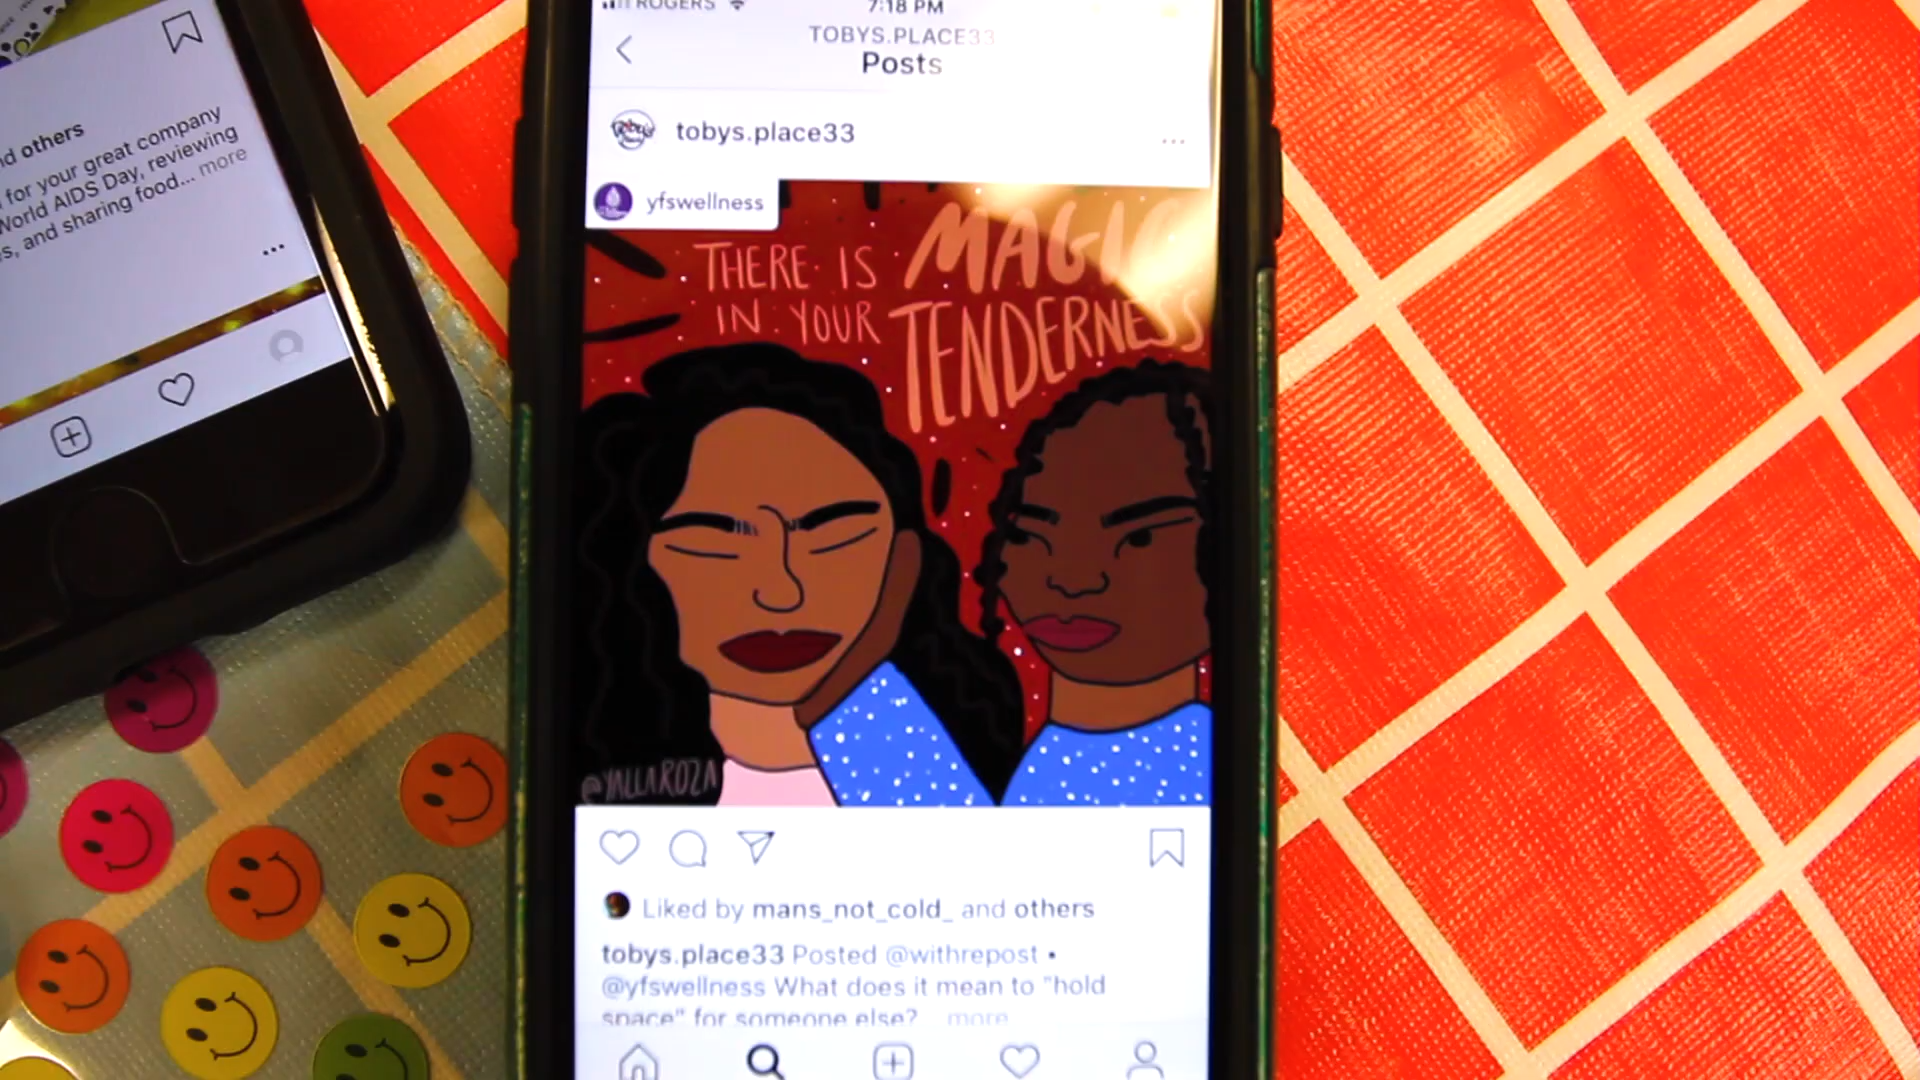 nd others
for your great company
World AIDS Day, reviewing
s, and sharing food... more
ROGERS
7:18 PM
TOBYS.PLACE33
Posts
tobys.place33
yfswellness
THERE IS MAGIC
IN YOUR TENDERNESS
@YALLAROZA
Liked by mans_not_cold_ and others
tobys.place33 Posted @withrepost •
@yfswellness What does it mean to "hold
space" for someone else? ... more